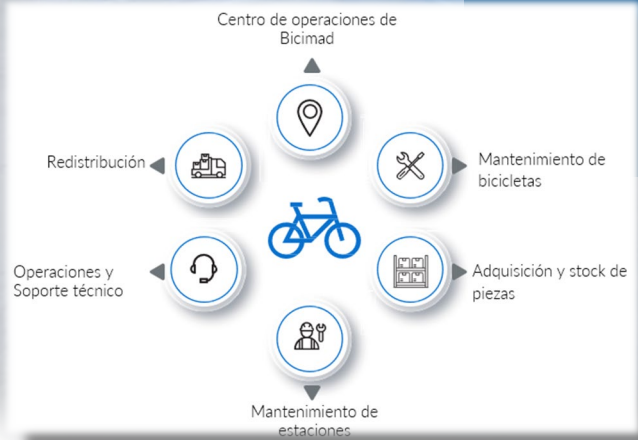 Centro de operaciones de
Bicimad
Redistribución
Mantenimiento de
bicicletas
Operaciones y
Soporte técnico
Adquisición y stock de
piezas
Mantenimiento de
estaciones